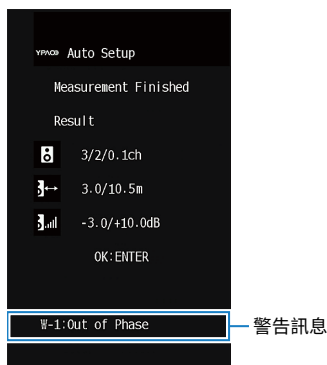 YPAO Auto Setup
Measurement Finished
Result
3/2/0.1ch
3.0/10.5m
-3.0/+10.0dB
OK:ENTER
W-1:Out of Phase
警告訊息